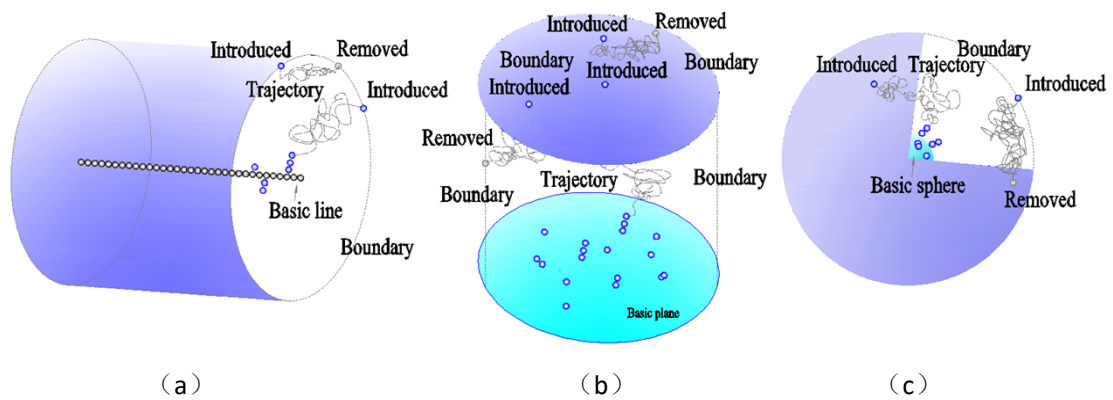 Introduced
Removed
Trajectory
Introduced
Basic line
Boundary
Introduced
Removed
Boundary
Boundary
Introduced
Introduced
Removed
Trajectory
Boundary
Boundary
Basic plane
Boundary
Introduced
Trajectory
Introduced
Basic sphere
Removed
（a）
（b）
（c）